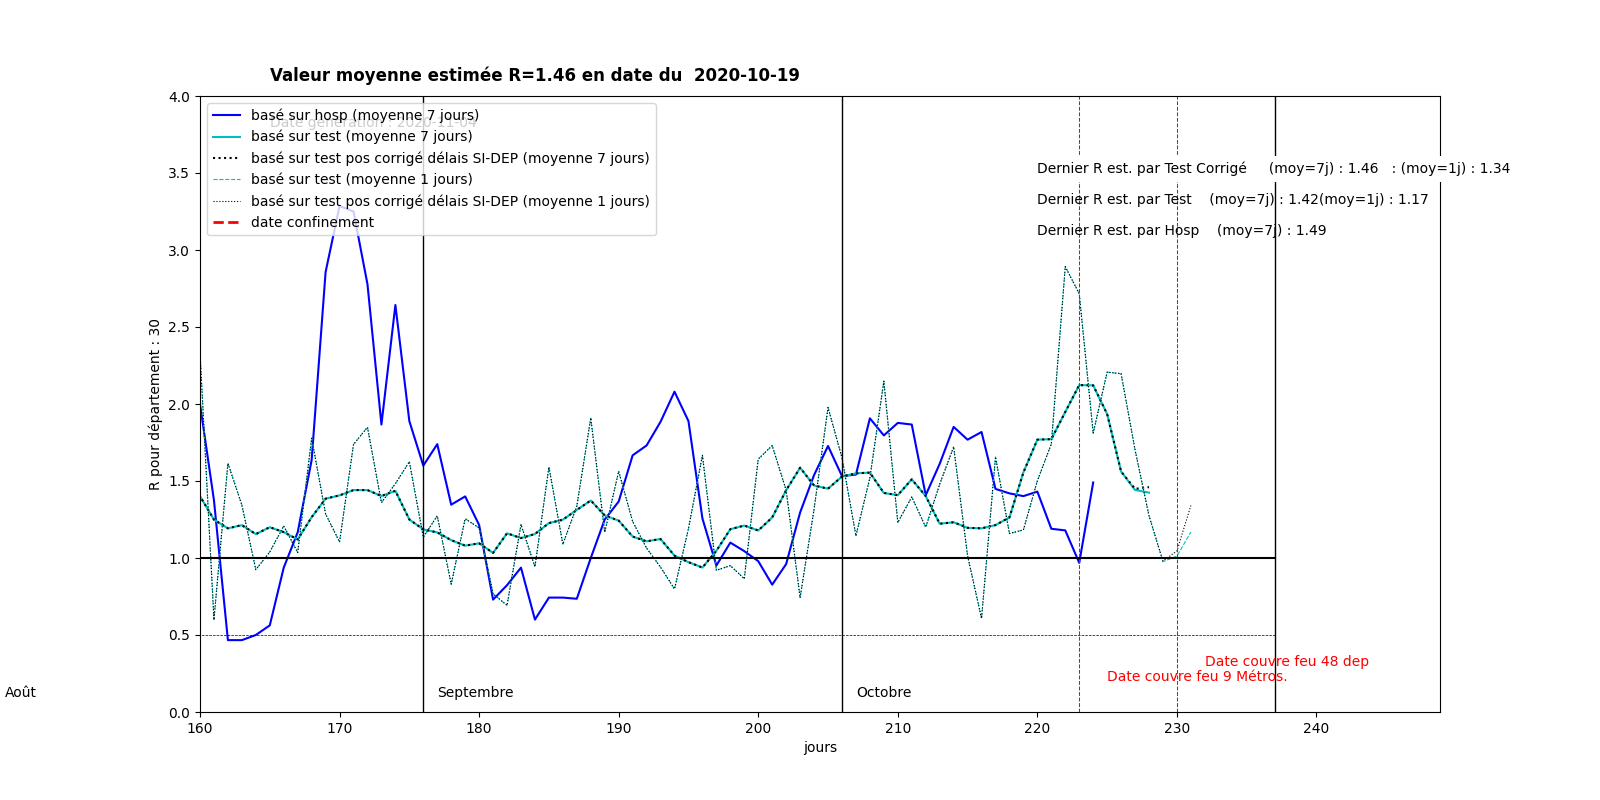 Valeur moyenne estimée R=1.46 en date du  2020-10-19
Date génération : 2020-11-04
basé sur hosp (moyenne 7 jours)
basé sur test (moyenne 7 jours)
basé sur test pos corrigé délais SI-DEP (moyenne 7 jours)
basé sur test (moyenne 1 jours)
basé sur test pos corrigé délais SI-DEP (moyenne 1 jours)
date confinement
Dernier R est. par Test Corrigé     (moy=7j) : 1.46   : (moy=1j) : 1.34
Dernier R est. par Test    (moy=7j) : 1.42(moy=1j) : 1.17
Dernier R est. par Hosp    (moy=7j) : 1.49
4.0
3.5
3.0
2.5
2.0
1.5
1.0
0.5
0.0
R pour département : 30
Date couvre feu 48 dep
Date couvre feu 9 Métros.
Août
Septembre
Octobre
160 170 180 190 200 210 220 230 240
jours